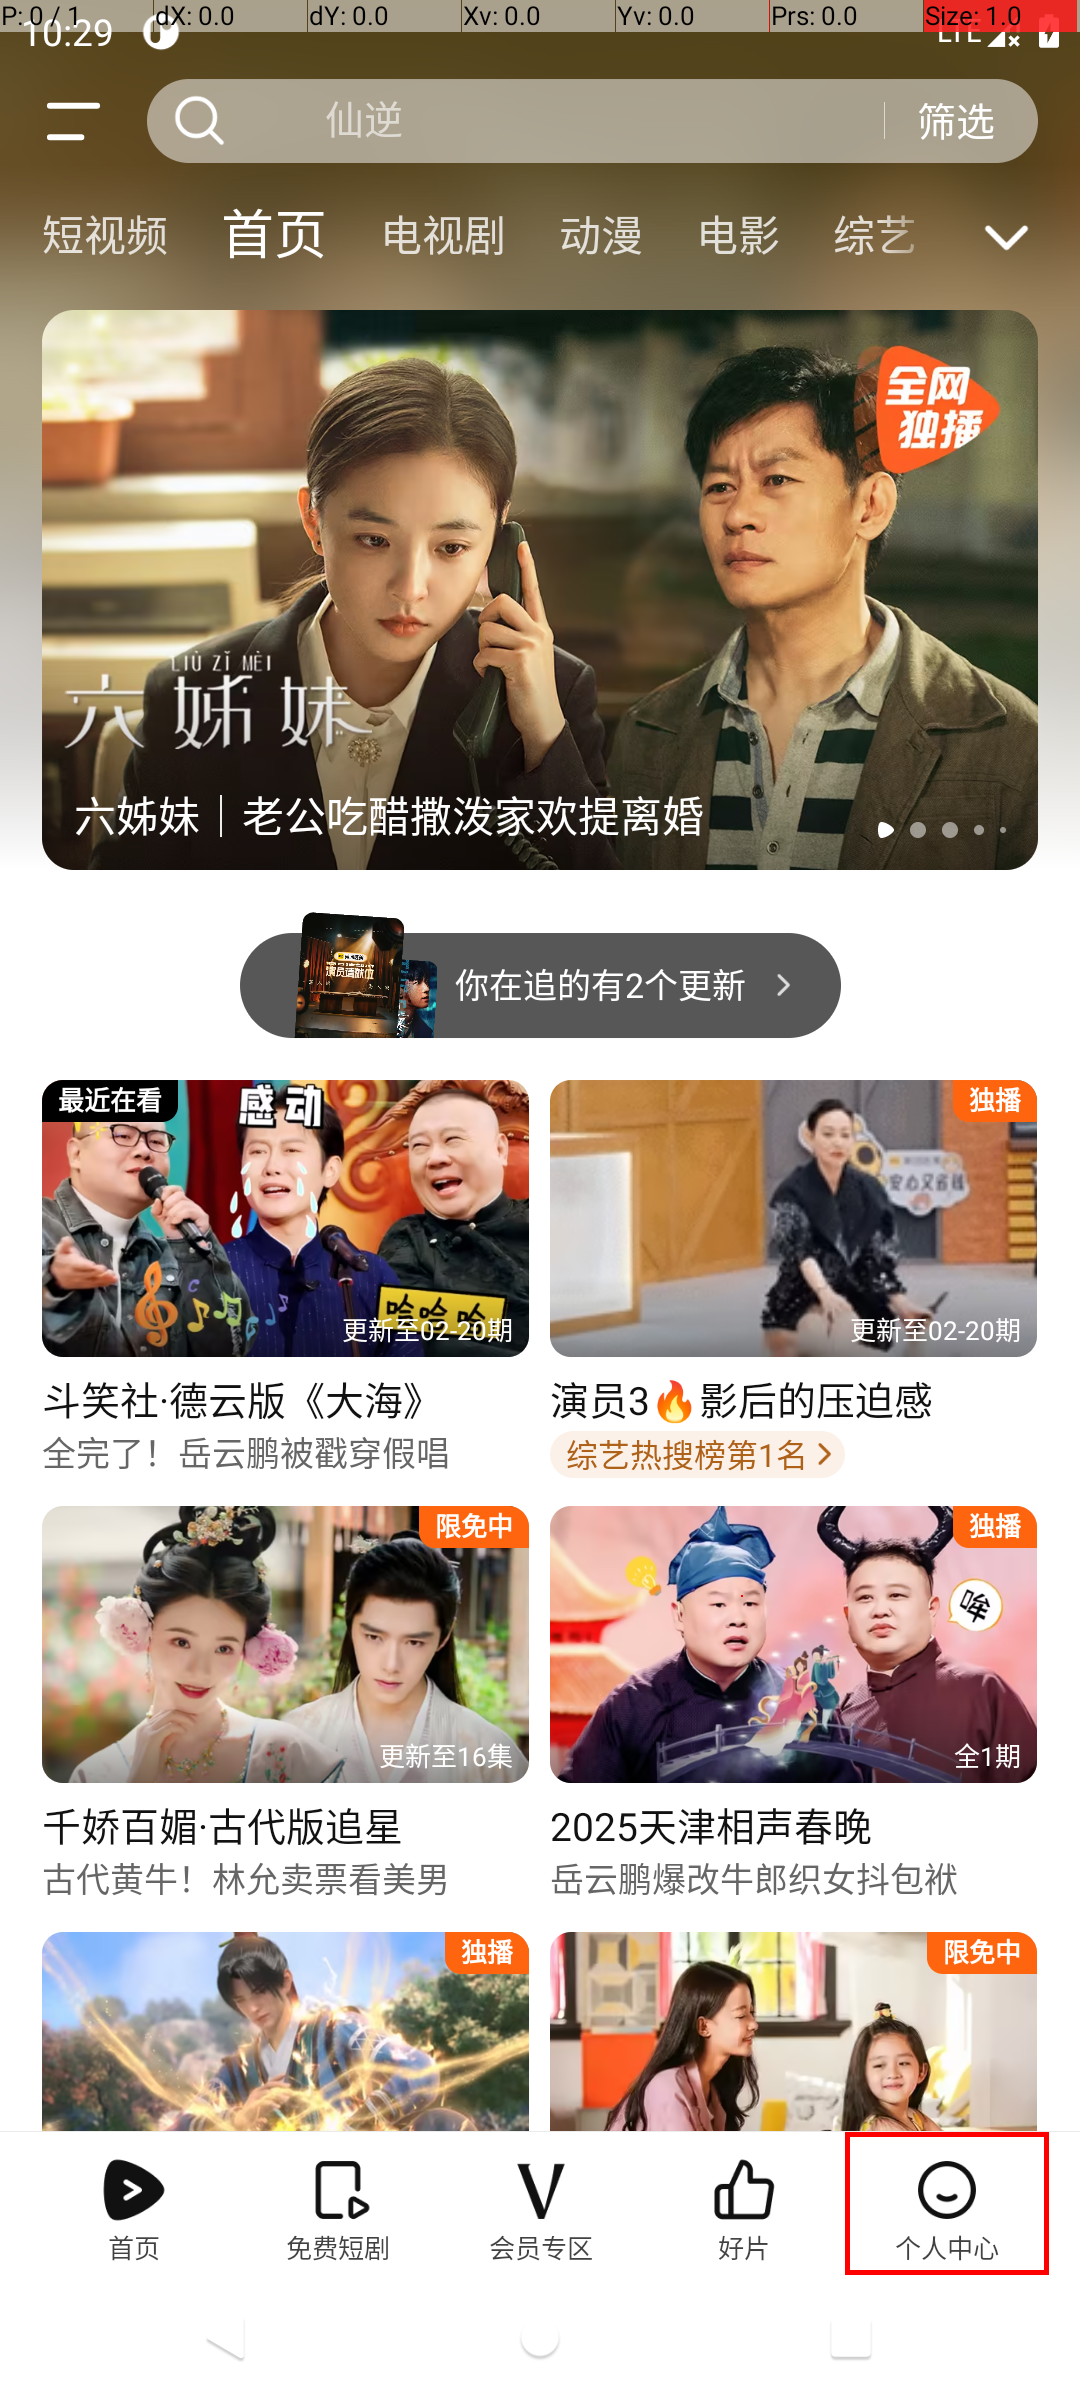 P: 0 / 1 dX: 0.0 dY: 0.0 Xv: 0.0 Yv: 0.0 Prs: 0.0 Size: 1.0
10:29 LTE
仙逆 筛选
短视频 首页 电视剧 动漫 电影 综艺
全网
独播
LIÙ ZǏ MÈI
六姊妹
六姊妹｜老公吃醋撒泼家欢提离婚
你在追的有2个更新
最近在看
感动
哈哈哈
更新至02-20期
独播
安心又省钱
更新至02-20期
斗笑社·德云版《大海》
全完了！岳云鹏被戳穿假唱
演员3🔥影后的压迫感
综艺热搜榜第1名
限免中
更新至16集
独播
哞
全1期
千娇百媚·古代版追星
古代黄牛！林允卖票看美男
2025天津相声春晚
岳云鹏爆改牛郎织女抖包袱
独播
限免中
首页 免费短剧 会员专区 好片 个人中心